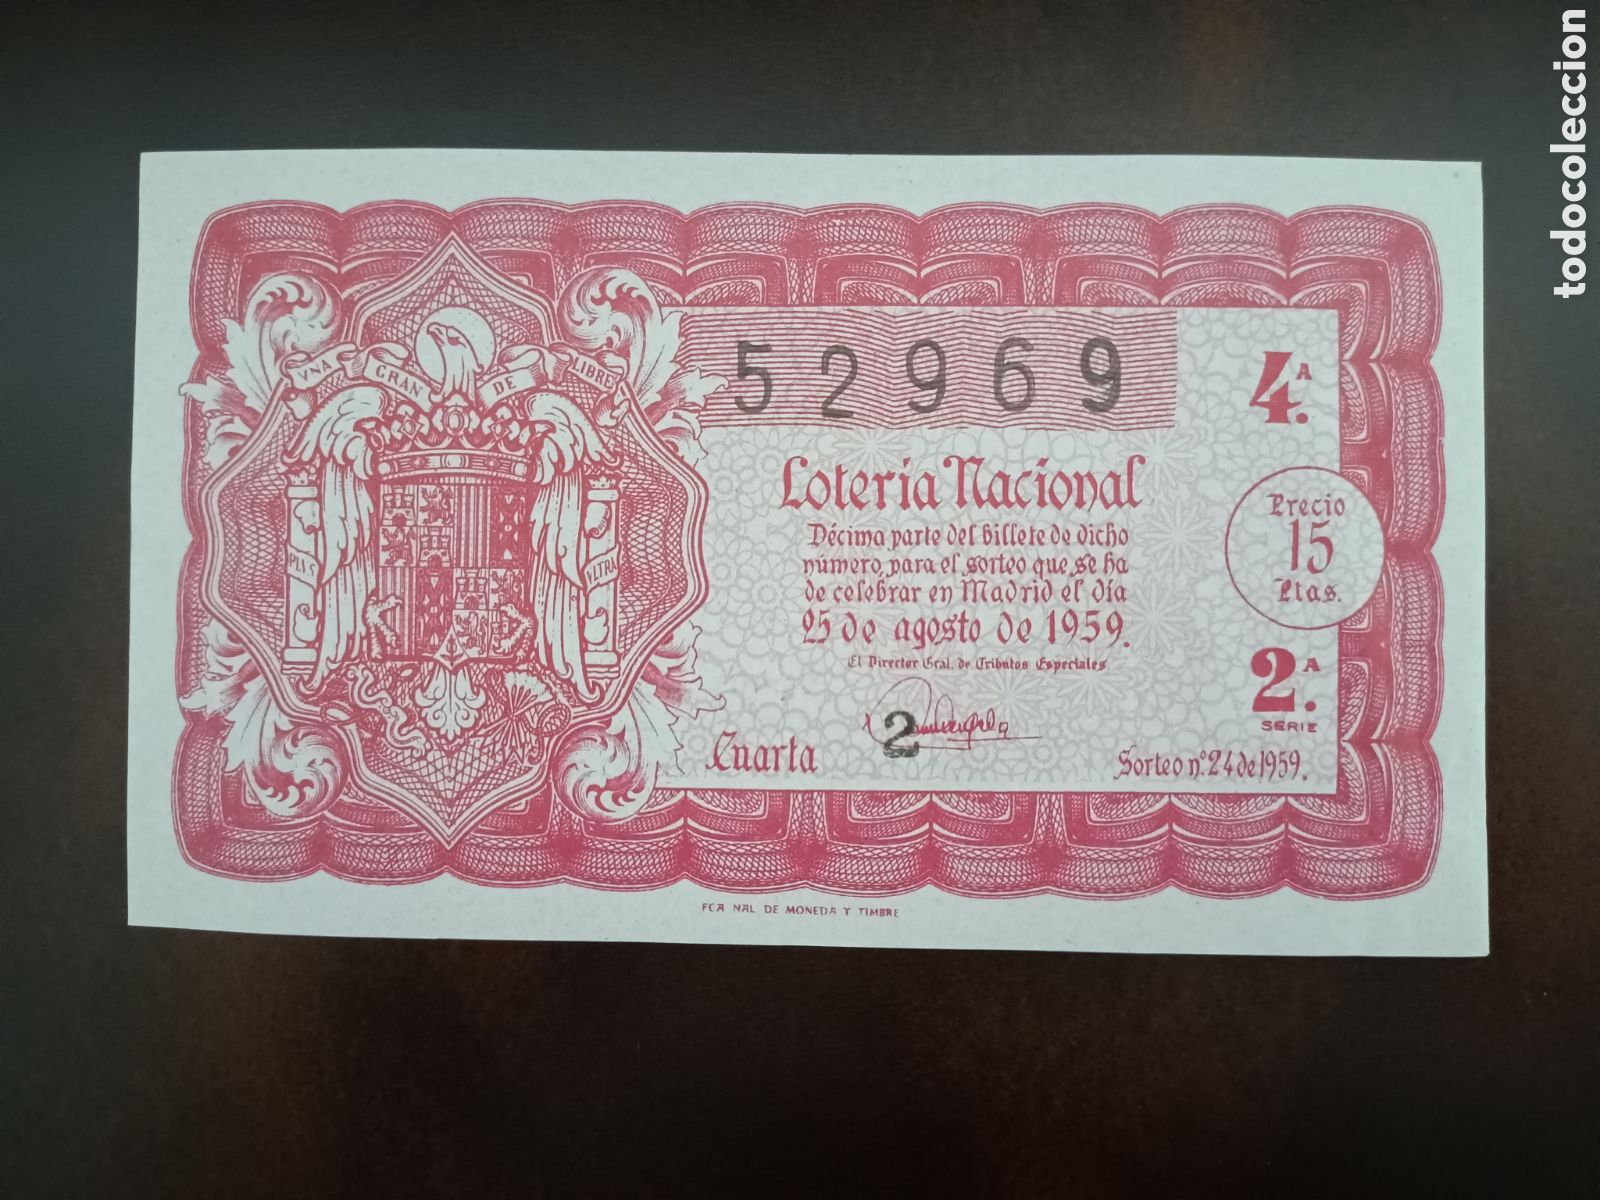 todocoleccion
VNA GRAN DE LIBRE
PLVS VLTRA
52969
4.A
Lotería Nacional
Décima parte del billete de dicho
número, para el sorteo que se ha
de celebrar en Madrid el día
25 de agosto de 1959.
El Director Gral. de Tributos Especiales
Precio
15
Ptas.
2.A
SERIE
Cuarta
2
Sorteo nº. 24 de 1959.
FCA NAL DE MONEDA Y TIMBRE